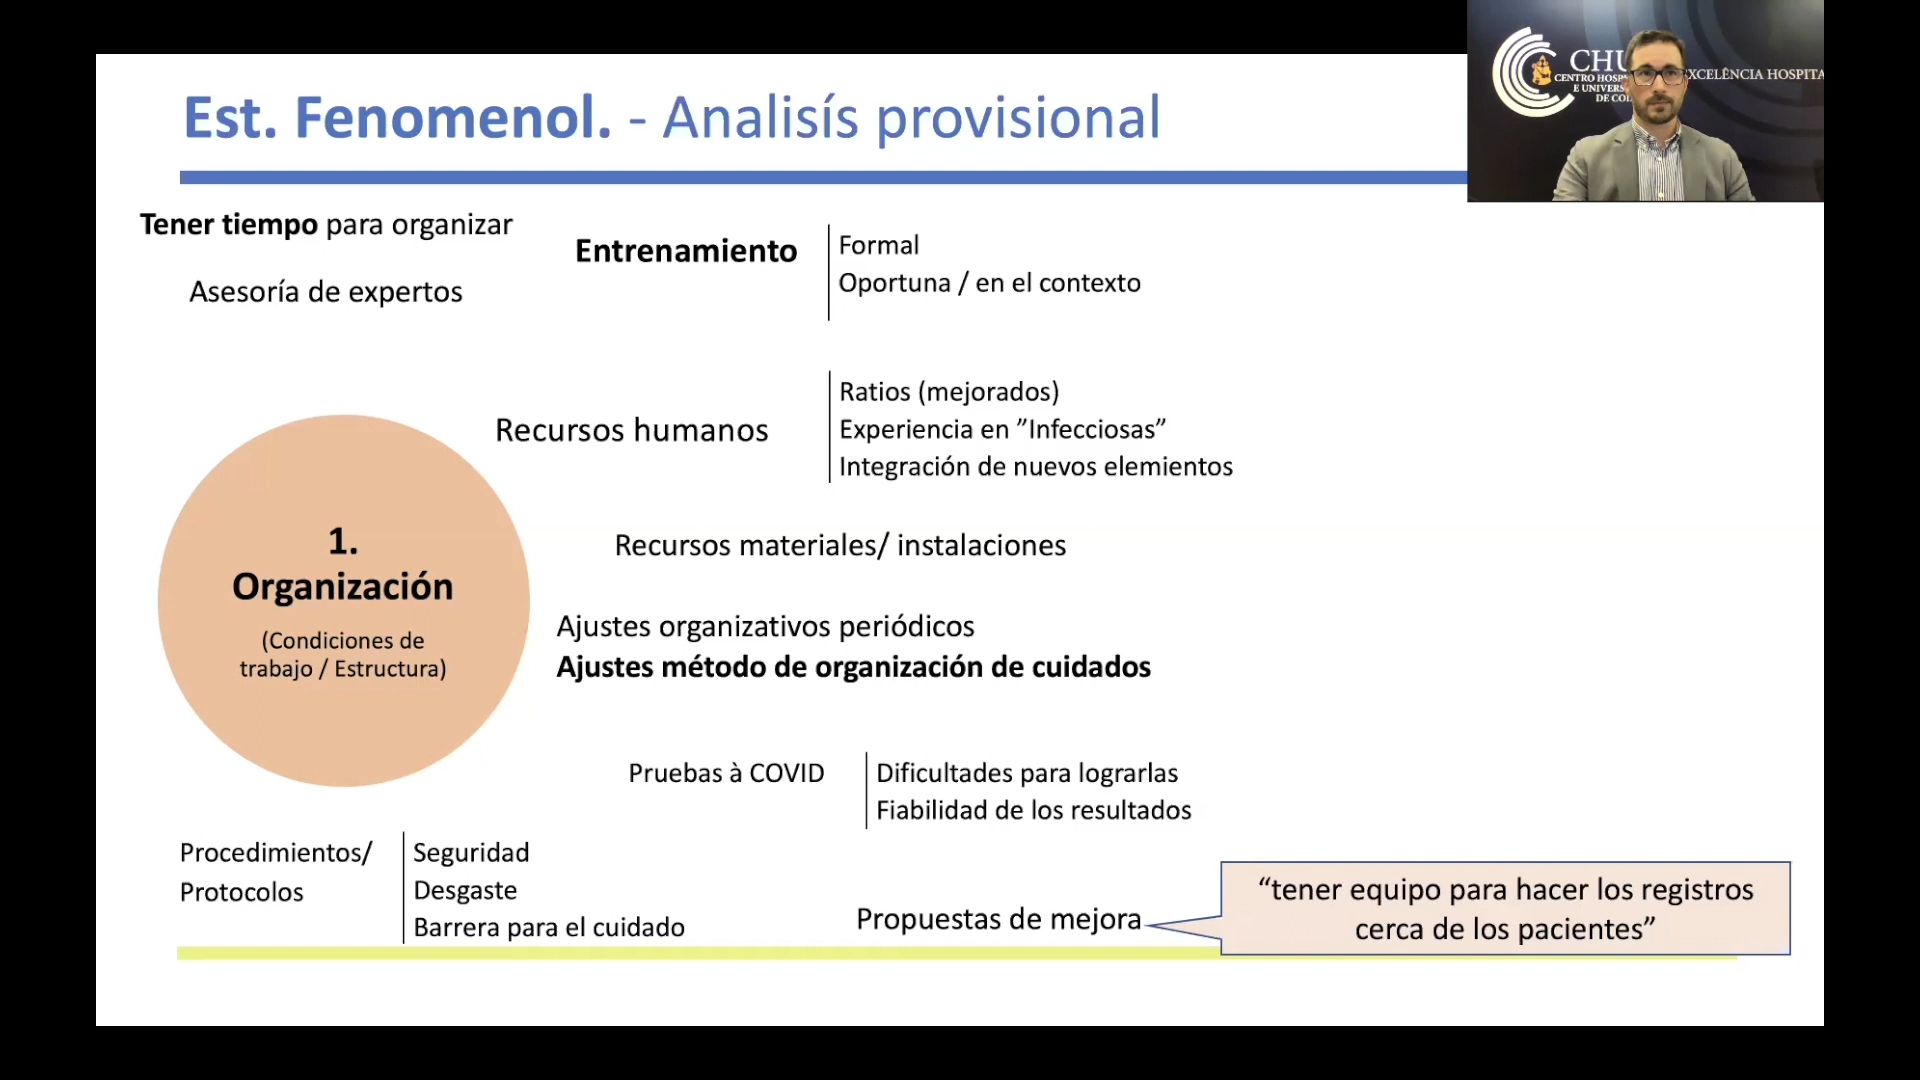 Est. Fenomenol. - Analisís provisional
CENTRO HOSP
E UNIVERS
DE CO
XCELÊNCIA HOSPITA
Tener tiempo para organizar
Asesoría de expertos
Entrenamiento
Formal
Oportuna / en el contexto
Recursos humanos
Ratios (mejorados)
Experiencia en ”Infecciosas”
Integración de nuevos elemientos
1.
Organización
(Condiciones de
trabajo / Estructura)
Recursos materiales/ instalaciones
Ajustes organizativos periódicos
Ajustes método de organización de cuidados
Pruebas à COVID
Dificultades para lograrlas
Fiabilidad de los resultados
Procedimientos/
Protocolos
Seguridad
Desgaste
Barrera para el cuidado
Propuestas de mejora
“tener equipo para hacer los registros
cerca de los pacientes”